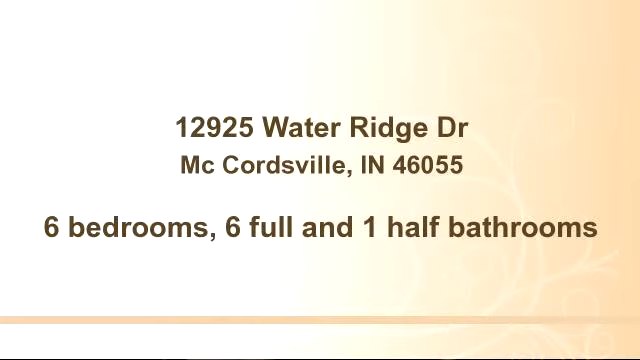 12925 Water Ridge Dr
Mc Cordsville, IN 46055
6 bedrooms, 6 full and 1 half bathrooms